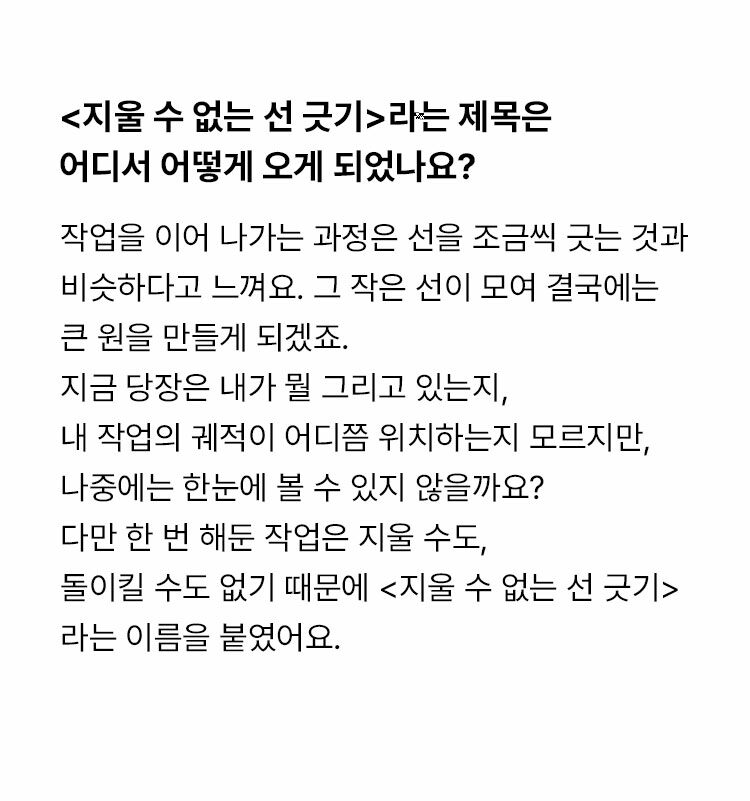 <지울 수 없는 선 긋기>라는 제목은
어디서 어떻게 오게 되었나요?
작업을 이어 나가는 과정은 선을 조금씩 긋는 것과
비슷하다고 느껴요. 그 작은 선이 모여 결국에는
큰 원을 만들게 되겠죠.
지금 당장은 내가 뭘 그리고 있는지,
내 작업의 궤적이 어디쯤 위치하는지 모르지만,
나중에는 한눈에 볼 수 있지 않을까요?
다만 한 번 해둔 작업은 지울 수도,
돌이킬 수도 없기 때문에 <지울 수 없는 선 긋기>
라는 이름을 붙였어요.